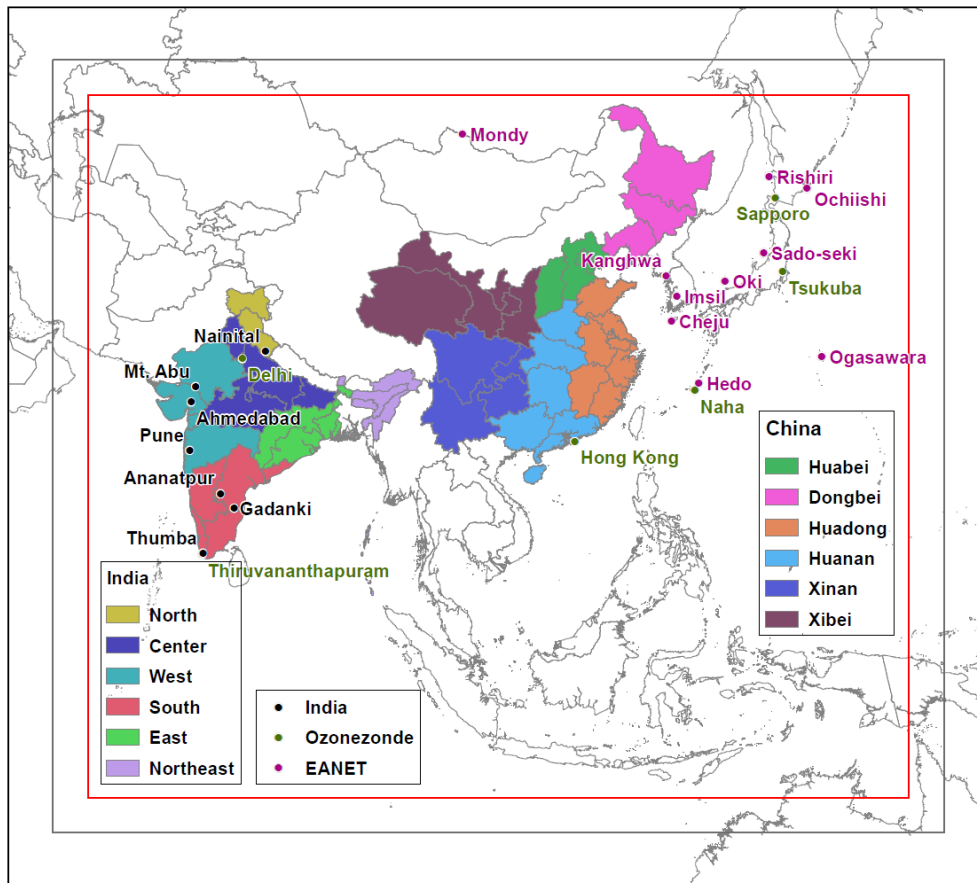 Mondy
Rishiri
Ochiishi
Sapporo
Sado-seki
Kanghwa
Oki
Tsukuba
Imsil
Cheju
Nainital
Ogasawara
Mt. Abu
Delhi
Hedo
Naha
Ahmedabad
Pune
Hong Kong
Ananatpur
Gadanki
Thumba
Thiruvananthapuram
China
Huabei
Dongbei
Huadong
Huanan
Xinan
Xibei
India
North
Center
West
South
East
Northeast
India
Ozonezonde
EANET